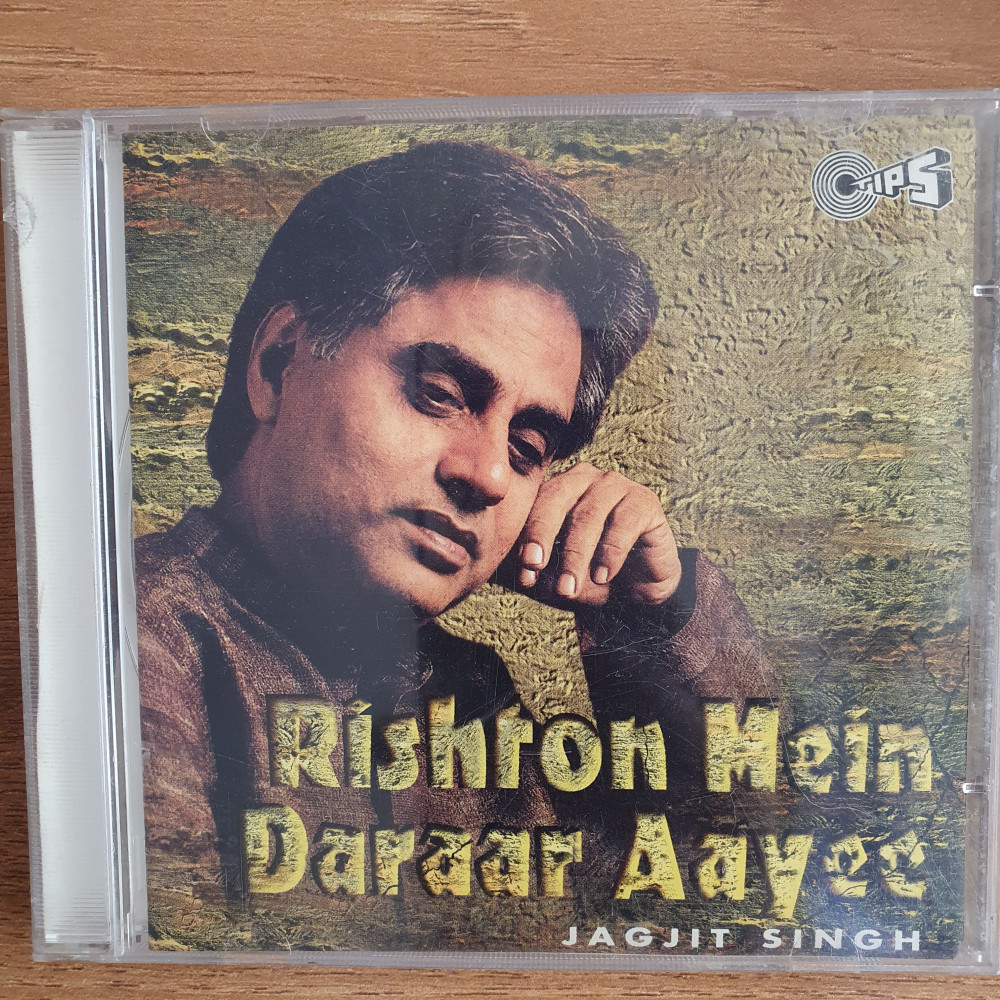 TIPS
Rishton Mein
Daraar Aayee
JAGJIT SINGH